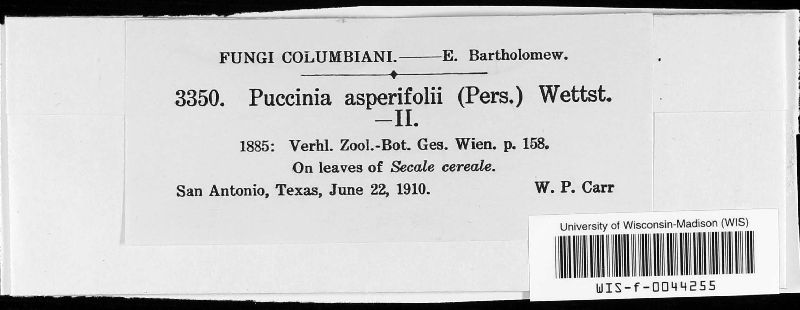 FUNGI COLUMBIANI.——E. Bartholomew.
3350. Puccinia asperifolii (Pers.) Wettst.
—II.
1885: Verhl. Zool.-Bot. Ges. Wien. p. 158.
On leaves of Secale cereale.
San Antonio, Texas, June 22, 1910. W. P. Carr
University of Wisconsin-Madison (WIS)
WIS-f-0044255